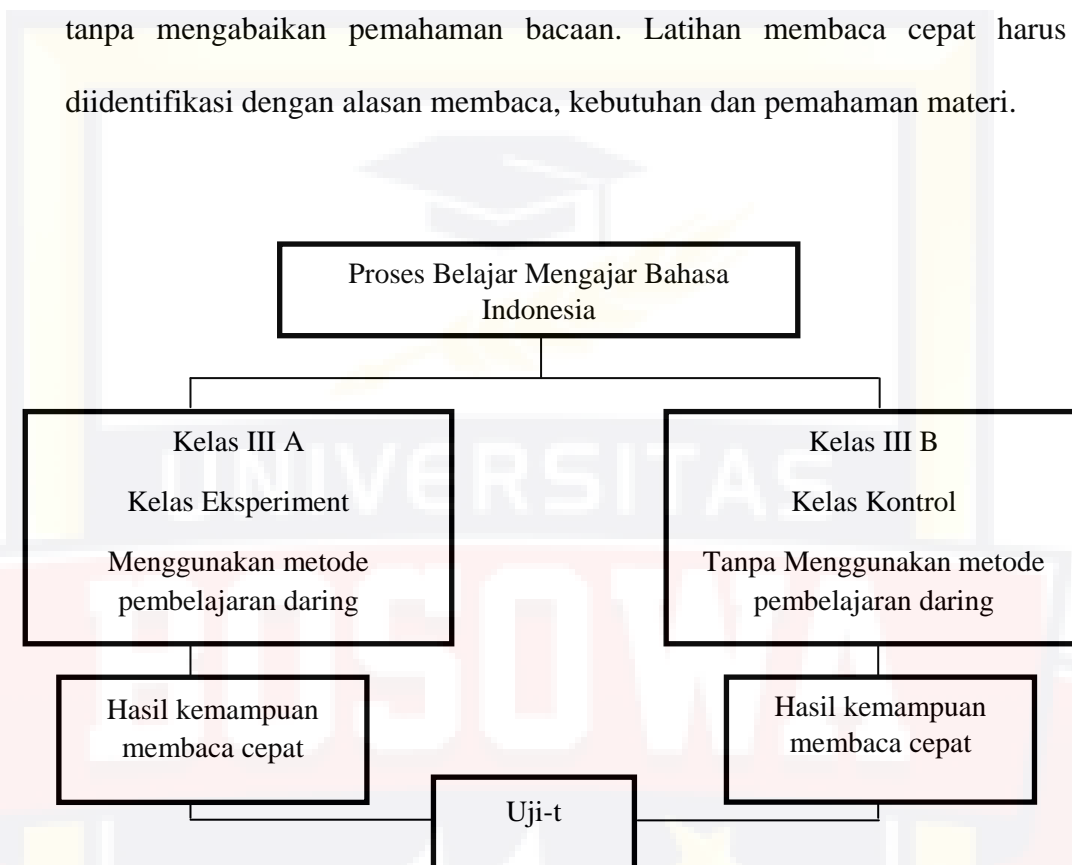 tanpa mengabaikan pemahaman bacaan. Latihan membaca cepat harus
diidentifikasi dengan alasan membaca, kebutuhan dan pemahaman materi.
Proses Belajar Mengajar Bahasa
Indonesia
Kelas III A
Kelas Eksperiment
Menggunakan metode
pembelajaran daring
Kelas III B
Kelas Kontrol
Tanpa Menggunakan metode
pembelajaran daring
Hasil kemampuan
membaca cepat
Hasil kemampuan
membaca cepat
Uji-t
UNIVERSITAS
BOSOWA